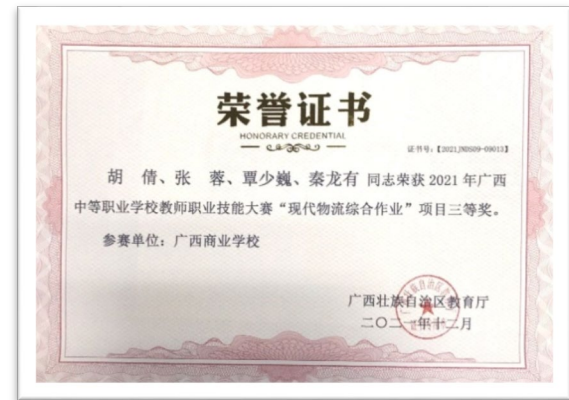 荣誉证书
HONORARY CREDENTIAL
证书号:【2021JNDS09-09013】
胡 倩、张 蓉、覃少巍、秦龙有 同志荣获 2021 年广西
中等职业学校教师职业技能大赛“现代物流综合作业”项目三等奖。
参赛单位：广西商业学校
广西壮族自治区教育厅
二〇二一年十二月